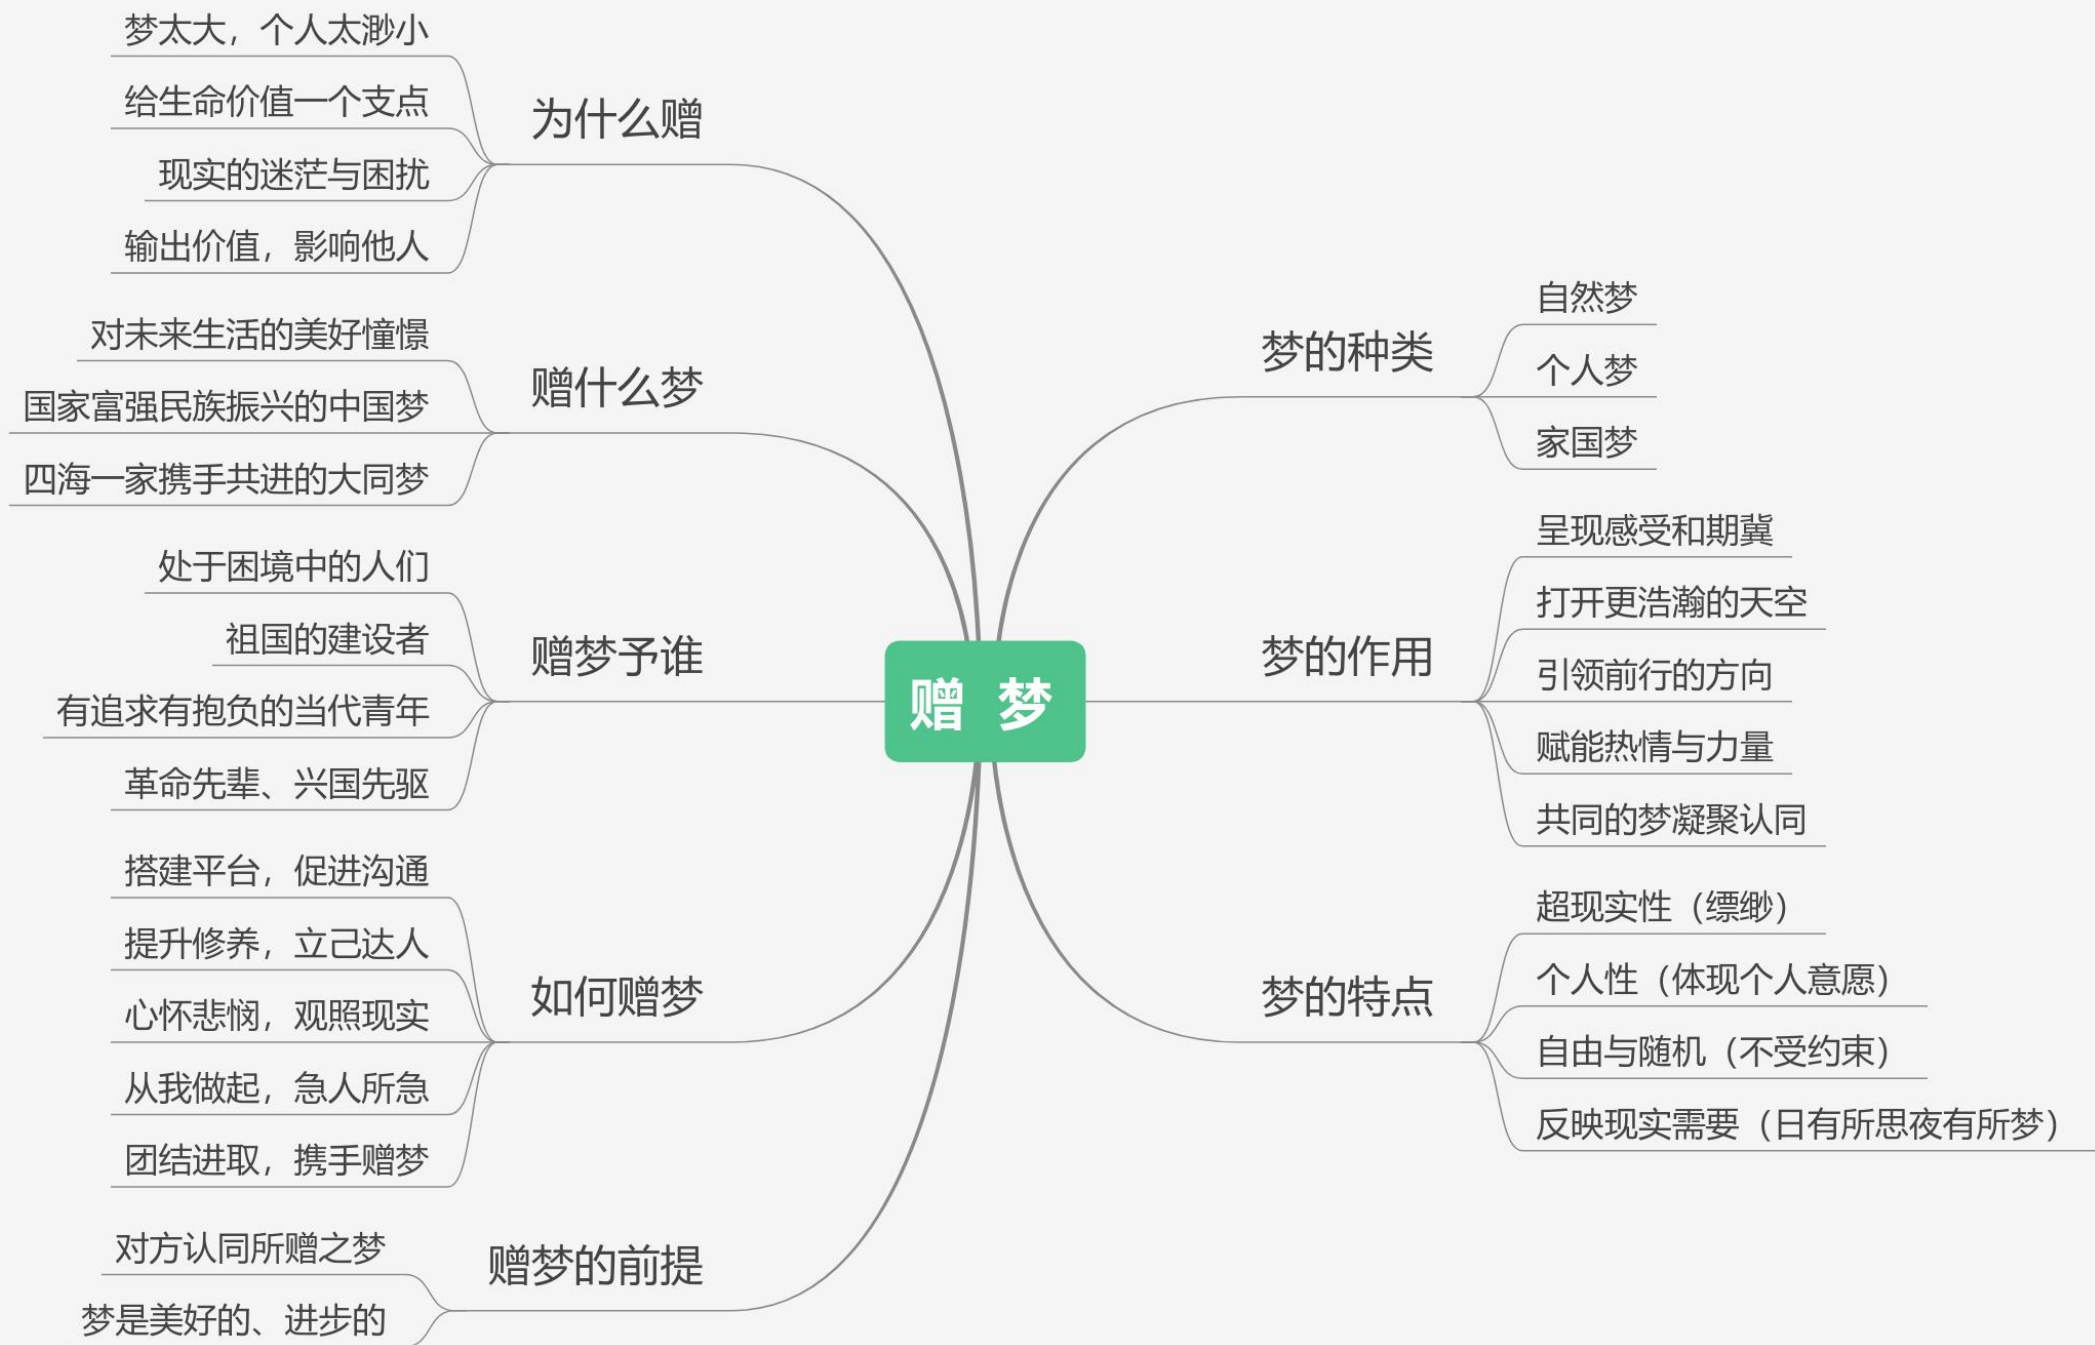 赠 梦
为什么赠
梦太大，个人太渺小
给生命价值一个支点
现实的迷茫与困扰
输出价值，影响他人
赠什么梦
对未来生活的美好憧憬
国家富强民族振兴的中国梦
四海一家携手共进的大同梦
赠梦予谁
处于困境中的人们
祖国的建设者
有追求有抱负的当代青年
革命先辈、兴国先驱
如何赠梦
搭建平台，促进沟通
提升修养，立己达人
心怀悲悯，观照现实
从我做起，急人所急
团结进取，携手赠梦
赠梦的前提
对方认同所赠之梦
梦是美好的、进步的
梦的种类
自然梦
个人梦
家国梦
梦的作用
呈现感受和期冀
打开更浩瀚的天空
引领前行的方向
赋能热情与力量
共同的梦凝聚认同
梦的特点
超现实性（缥缈）
个人性（体现个人意愿）
自由与随机（不受约束）
反映现实需要（日有所思夜有所梦）